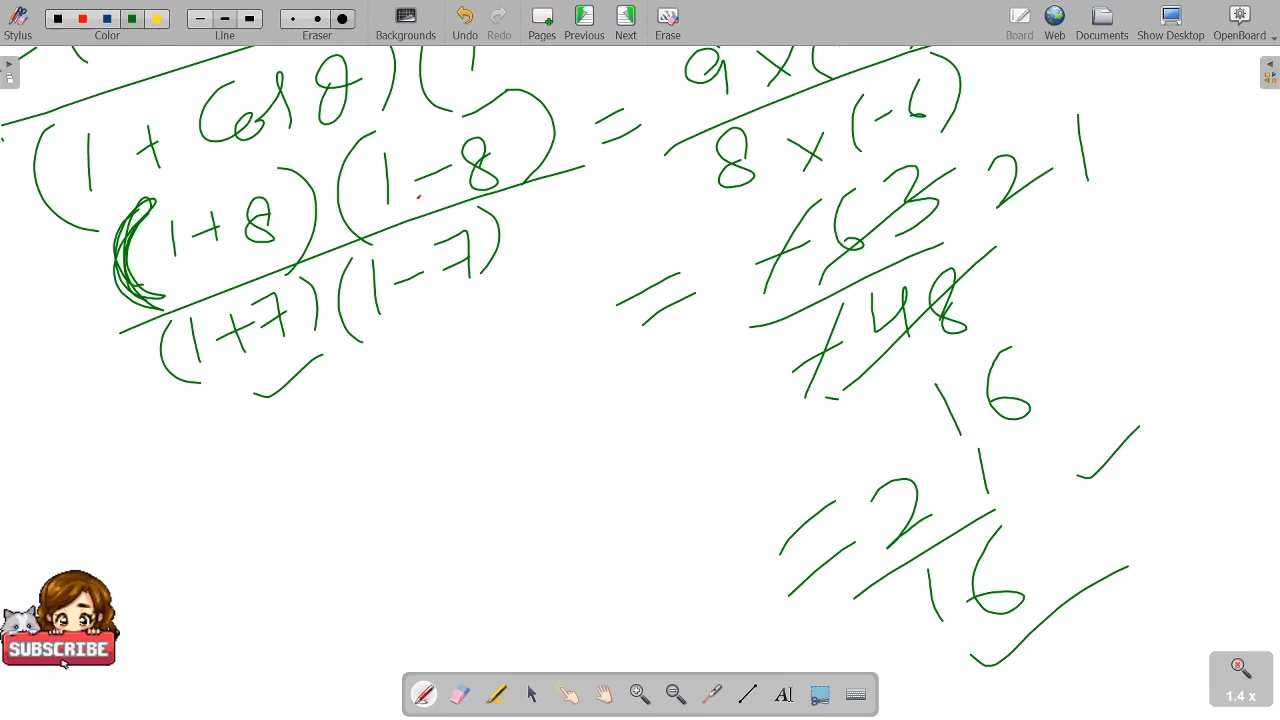 Stylus Color Line Eraser Backgrounds Undo Redo Pages Previous Next Erase Board Web Documents Show Desktop OpenBoard
(1 + cos θ) (1
(1+8) (1-8)
(1+7) (1-7)
= 9 ×
8 × (-6)
= -63 21
-48
16
= 21
16
SUBSCRIBE
1.4 x